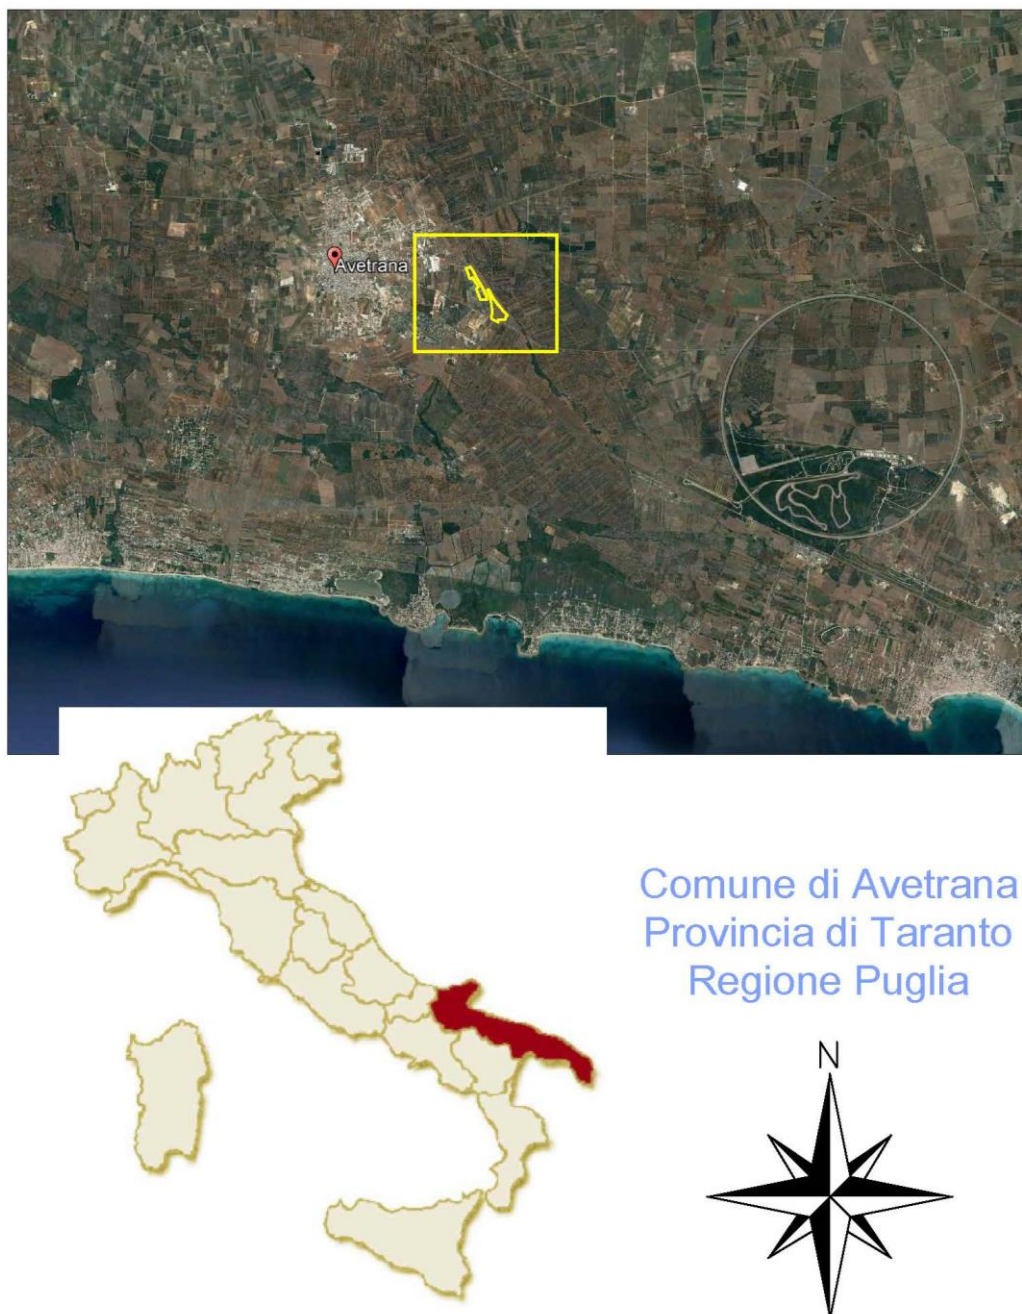 Avetrana
Comune di Avetrana
Provincia di Taranto
Regione Puglia
N